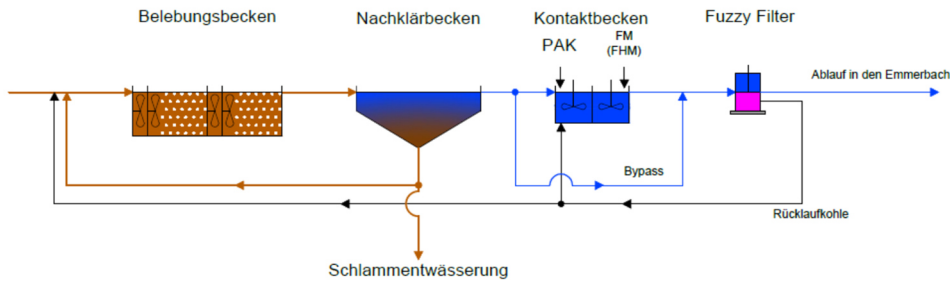 Belebungsbecken
Nachklärbecken
Kontaktbecken
Fuzzy Filter
PAK
FM
(FHM)
Ablauf in den Emmerbach
Bypass
Rücklaufkohle
Schlammentwässerung